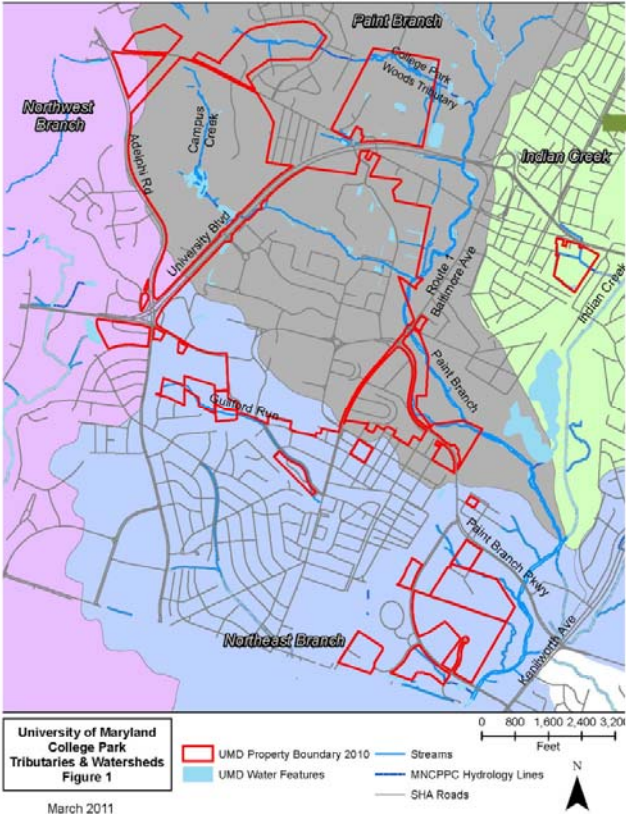 Paint Branch
College Park
Woods Tributary
Northwest
Branch
Campus
Creek
Indian Creek
Adelphi Rd
University Blvd
Route 1
Baltimore Ave
Indian Creek
Paint Branch
Guilford Run
Paint Branch Pkwy
Northeast Branch
Kenilworth Ave
University of Maryland
College Park
Tributaries & Watersheds
Figure 1
March 2011
UMD Property Boundary 2010
UMD Water Features
Streams
MNCPPC Hydrology Lines
SHA Roads
0 800 1,600 2,400 3,200
Feet
N